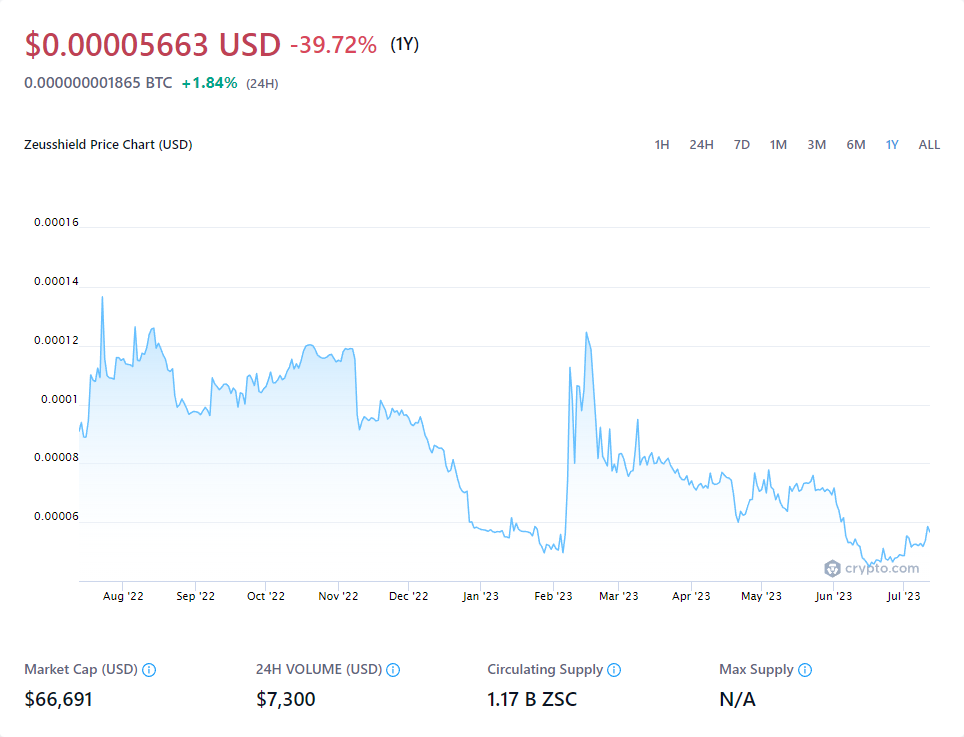 $0.00005663 USD -39.72% (1Y)
0.000000001865 BTC +1.84% (24H)
Zeusshield Price Chart (USD) 1H 24H 7D 1M 3M 6M 1Y ALL
0.00016
0.00014
0.00012
0.0001
0.00008
0.00006
crypto.com
Aug '22 Sep '22 Oct '22 Nov '22 Dec '22 Jan '23 Feb '23 Mar '23 Apr '23 May '23 Jun '23 Jul '23
Market Cap (USD) 24H VOLUME (USD) Circulating Supply Max Supply
$66,691 $7,300 1.17 B ZSC N/A